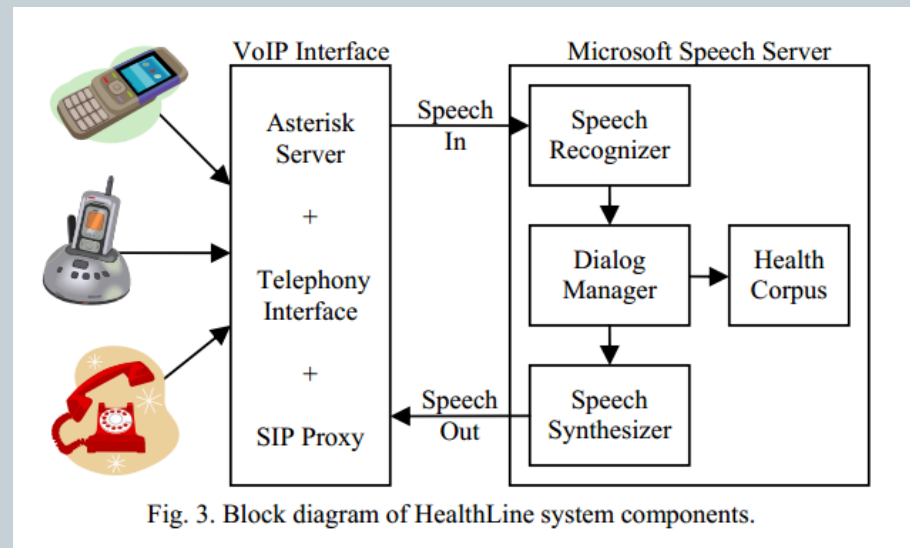 VoIP Interface
Microsoft Speech Server
Asterisk
Server
+
Telephony
Interface
+
SIP Proxy
Speech
In
Speech
Recognizer
Dialog
Manager
Health
Corpus
Speech
Out
Speech
Synthesizer
Fig. 3. Block diagram of HealthLine system components.